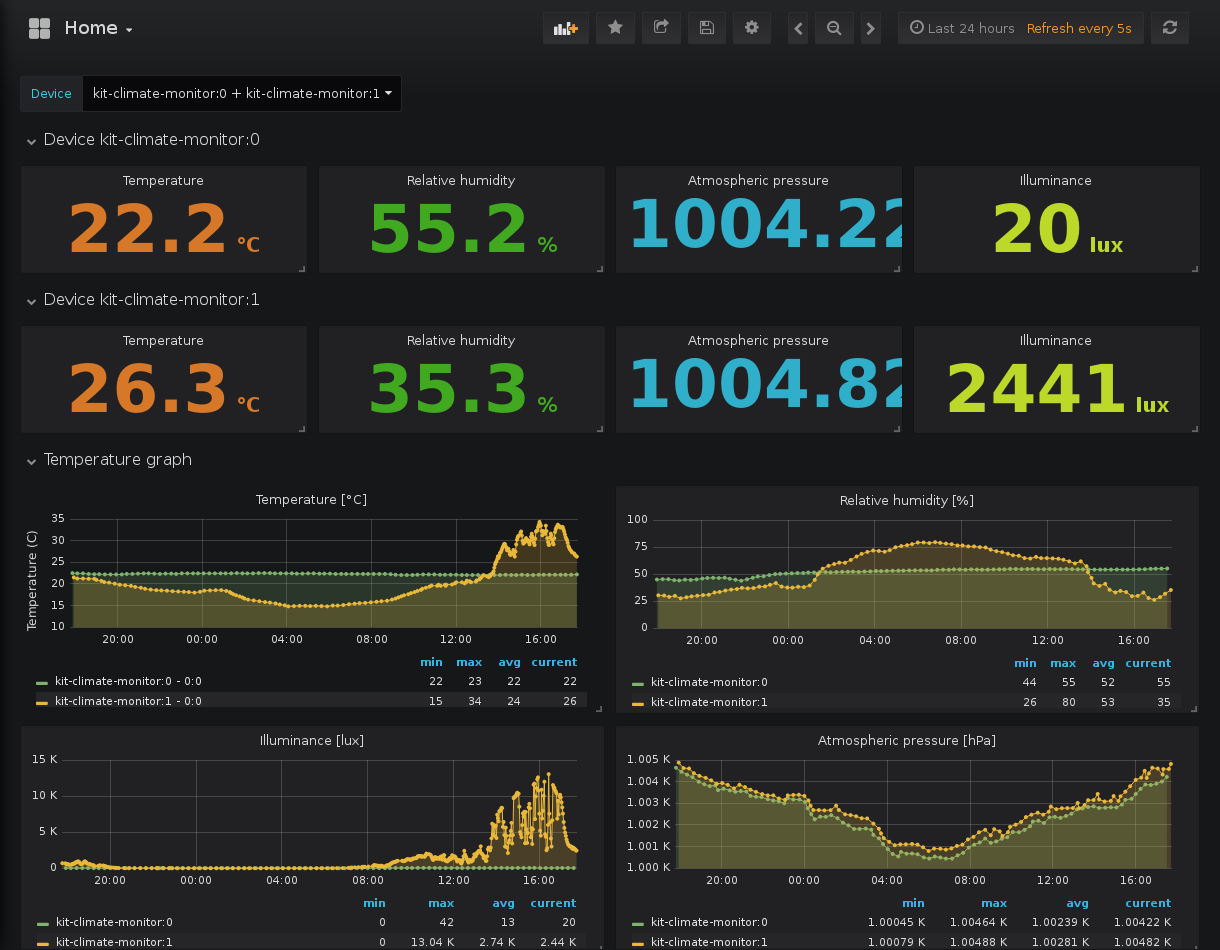 Home
Last 24 hours Refresh every 5s
Device kit-climate-monitor:0 + kit-climate-monitor:1
Device kit-climate-monitor:0
Temperature Relative humidity Atmospheric pressure Illuminance
22.2 °C 55.2 % 1004.22 20 lux
Device kit-climate-monitor:1
Temperature Relative humidity Atmospheric pressure Illuminance
26.3 °C 35.3 % 1004.82 2441 lux
Temperature graph
Temperature [°C]
Temperature (C)
35
30
25
20
15
10
20:00 00:00 04:00 08:00 12:00 16:00
min max avg current
kit-climate-monitor:0 - 0:0 22 23 22 22
kit-climate-monitor:1 - 0:0 15 34 24 26
Relative humidity [%]
100
75
50
25
0
20:00 00:00 04:00 08:00 12:00 16:00
min max avg current
kit-climate-monitor:0 44 55 52 55
kit-climate-monitor:1 26 80 53 35
Illuminance [lux]
15 K
10 K
5 K
0
20:00 00:00 04:00 08:00 12:00 16:00
min max avg current
kit-climate-monitor:0 0 42 13 20
kit-climate-monitor:1 0 13.04 K 2.74 K 2.44 K
Atmospheric pressure [hPa]
1.005 K
1.004 K
1.003 K
1.002 K
1.001 K
1.000 K
20:00 00:00 04:00 08:00 12:00 16:00
min max avg current
kit-climate-monitor:0 1.00045 K 1.00464 K 1.00239 K 1.00422 K
kit-climate-monitor:1 1.00079 K 1.00488 K 1.00281 K 1.00482 K